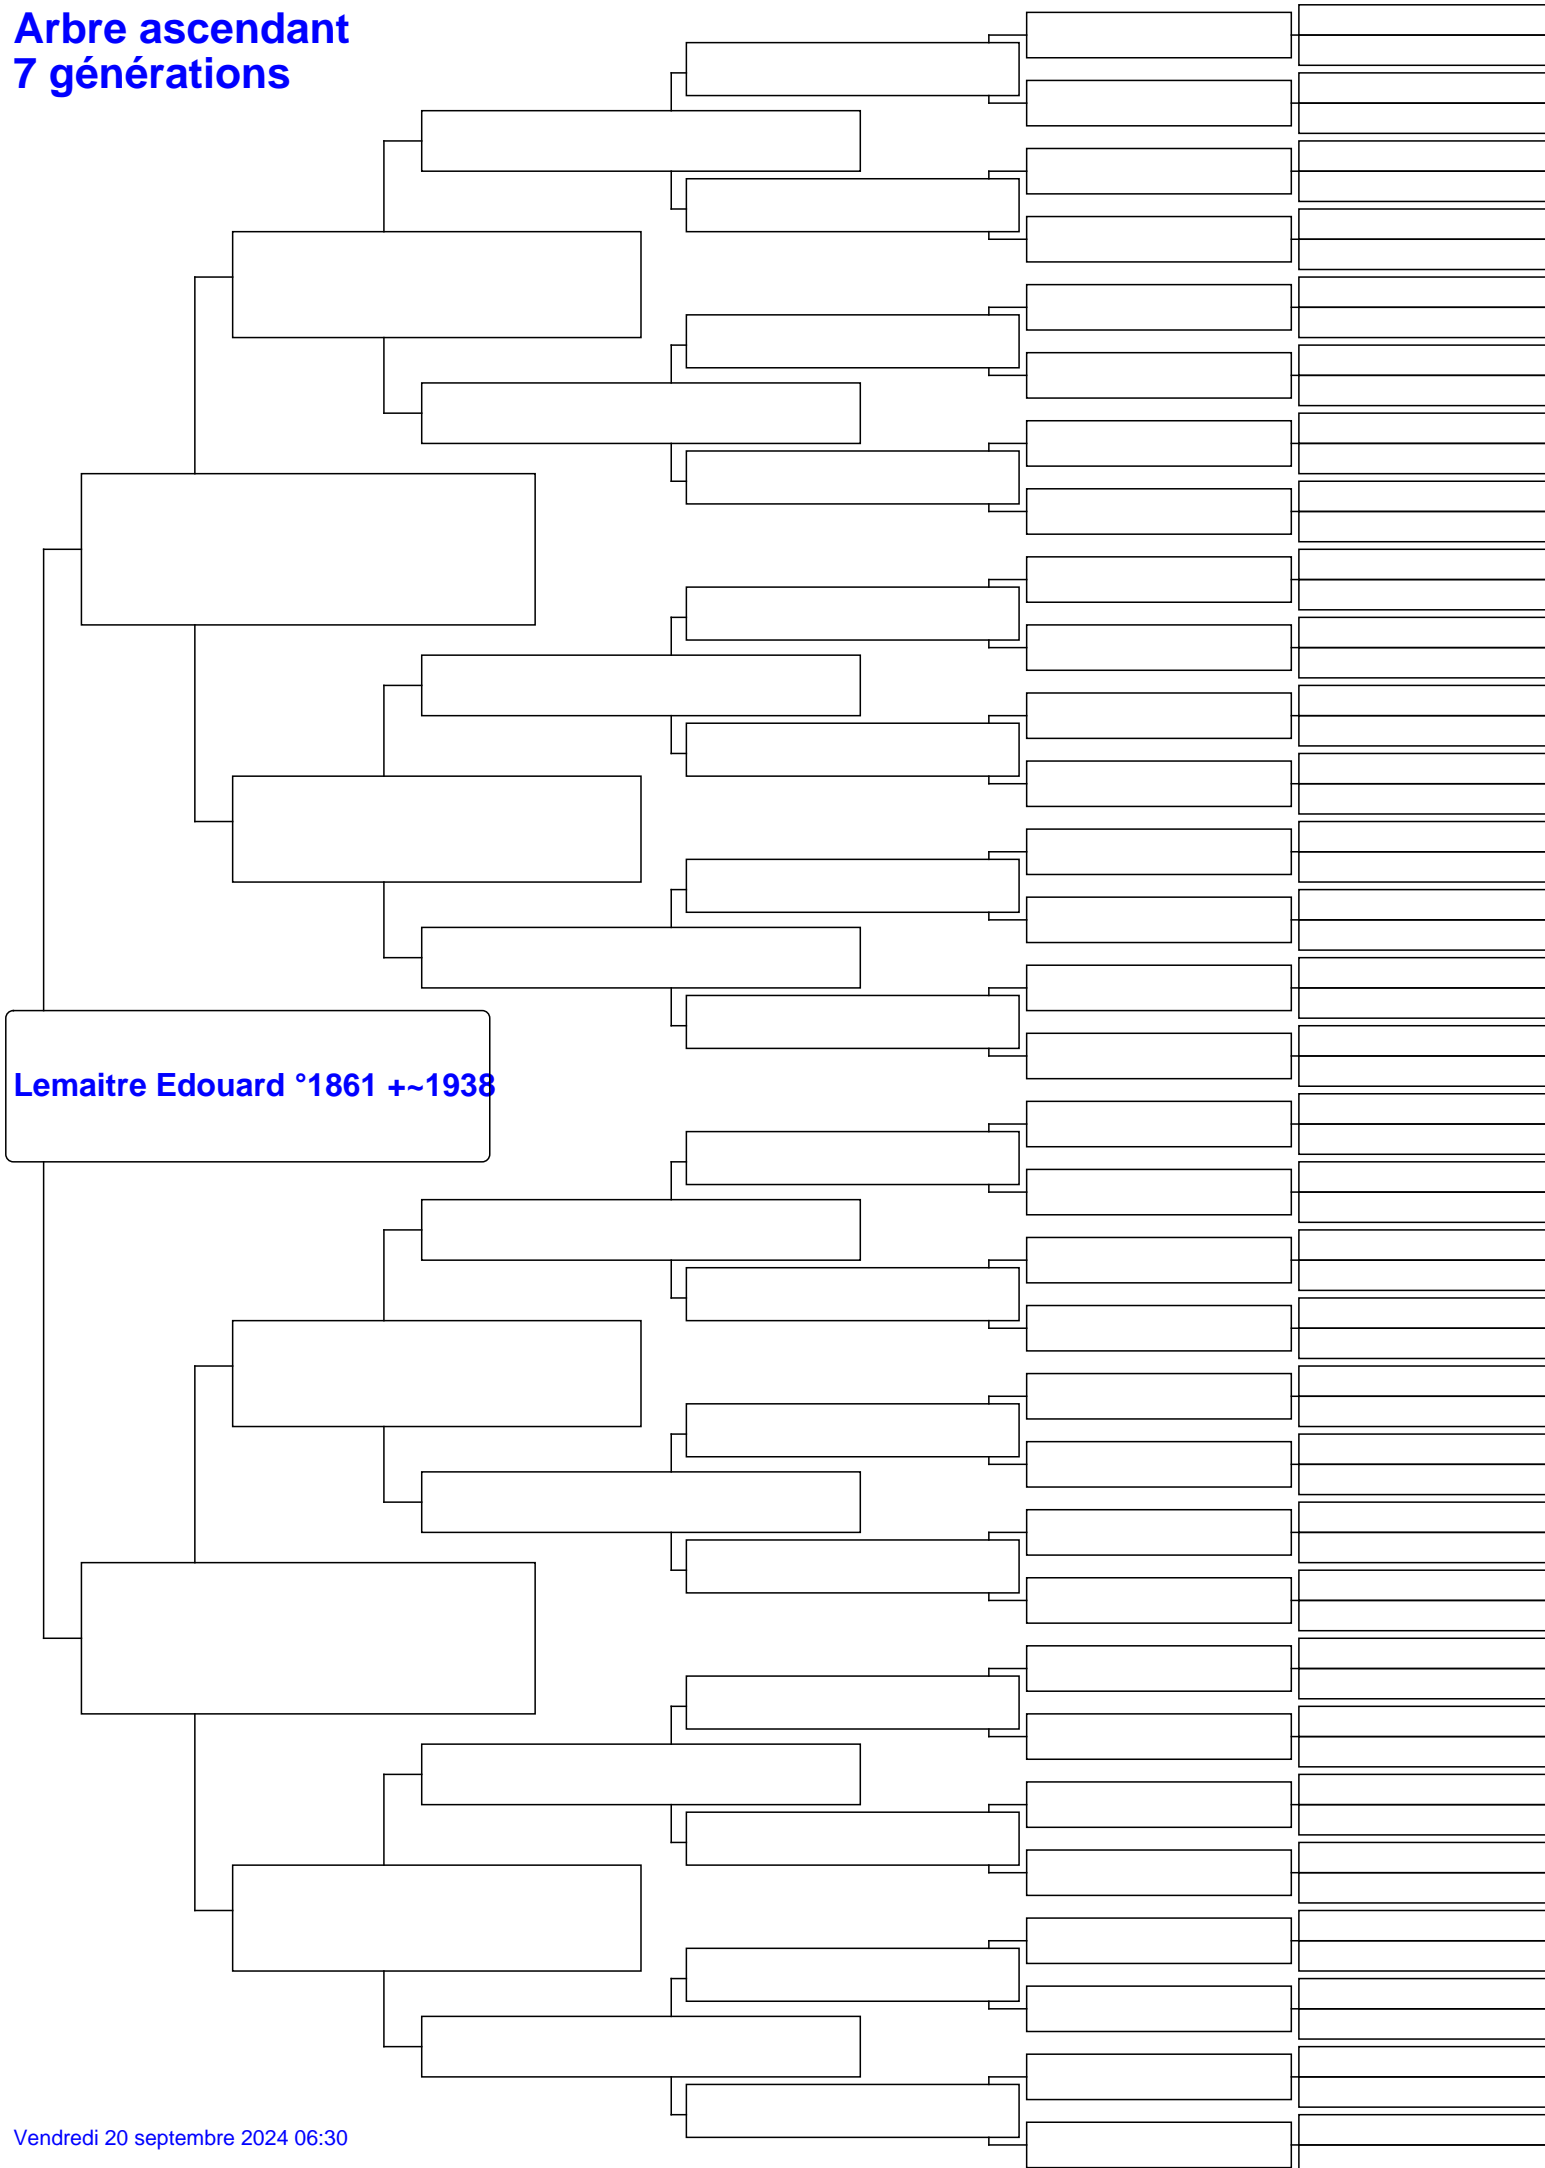 Arbre ascendant
7 générations
Lemaitre Edouard °1861 +~1938
Vendredi 20 septembre 2024 06:30